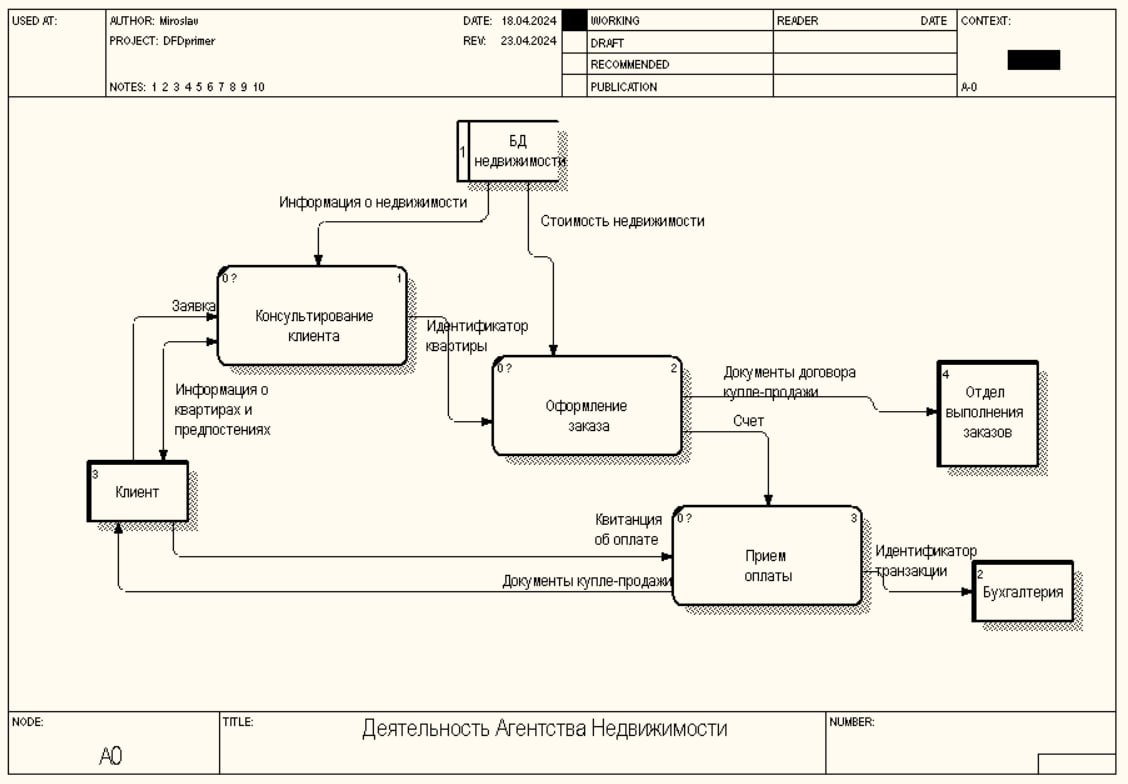 USED AT:
AUTHOR: Miroslav
DATE: 18.04.2024
WORKING
READER
DATE
CONTEXT:
PROJECT: DFDprimer
REV: 23.04.2024
DRAFT
RECOMMENDED
NOTES: 1 2 3 4 5 6 7 8 9 10
PUBLICATION
A-0
1
БД
недвижимости
Информация о недвижимости
Стоимость недвижимости
0 ?
1
Консультирование
клиента
Заявка
Идентификатор
квартиры
Информация о
квартирах и
предпостениях
0 ?
2
Оформление
заказа
Документы договора
купле-продажи
Счет
4
Отдел
выполнения
заказов
3
Клиент
Квитанция
об оплате
0 ?
3
Прием
оплаты
Документы купле-продажи
Идентификатор
транзакции
2
Бухгалтерия
NODE:
A0
TITLE:
Деятельность Агентства Недвижимости
NUMBER: